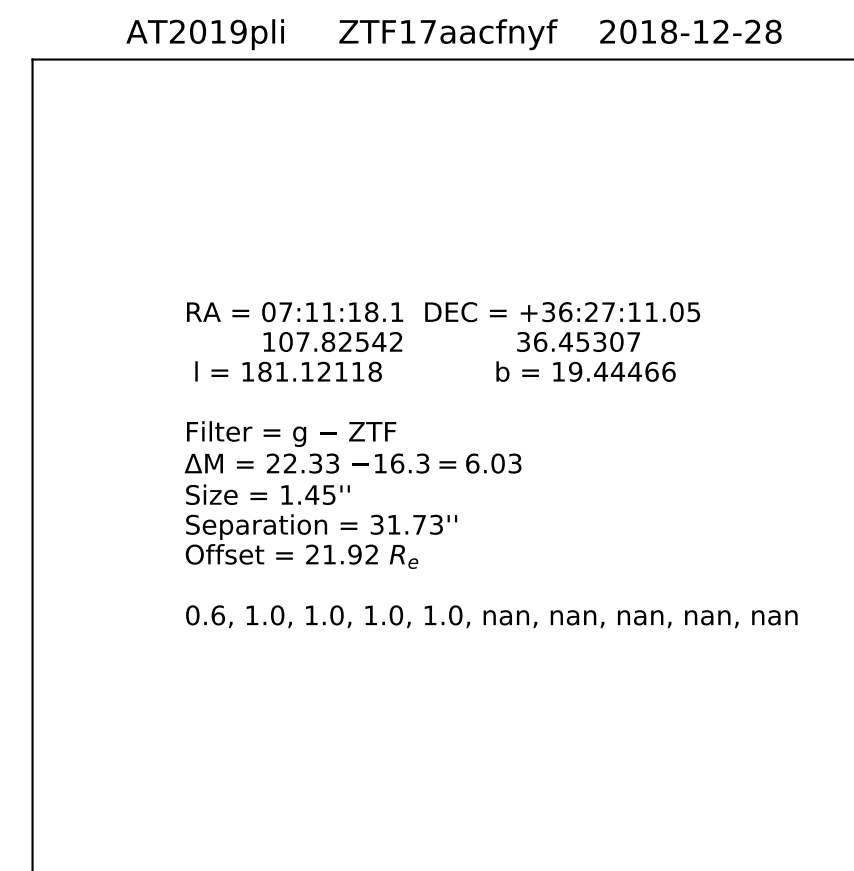 AT2019pli ZTF17aacfnyf 2018-12-28
RA = 07:11:18.1 DEC = +36:27:11.05
107.82542 36.45307
l = 181.12118 b = 19.44466
Filter = g − ZTF
ΔM = 22.33 −16.3 = 6.03
Size = 1.45''
Separation = 31.73''
Offset = 21.92 Rₑ
0.6, 1.0, 1.0, 1.0, 1.0, nan, nan, nan, nan, nan